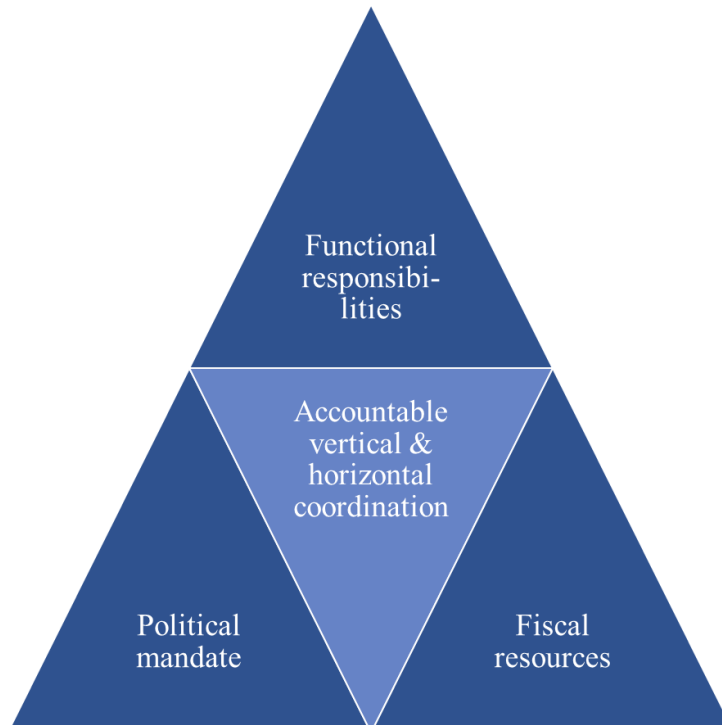 Functional
responsibi-
lities
Accountable
vertical &
horizontal
coordination
Political
mandate
Fiscal
resources